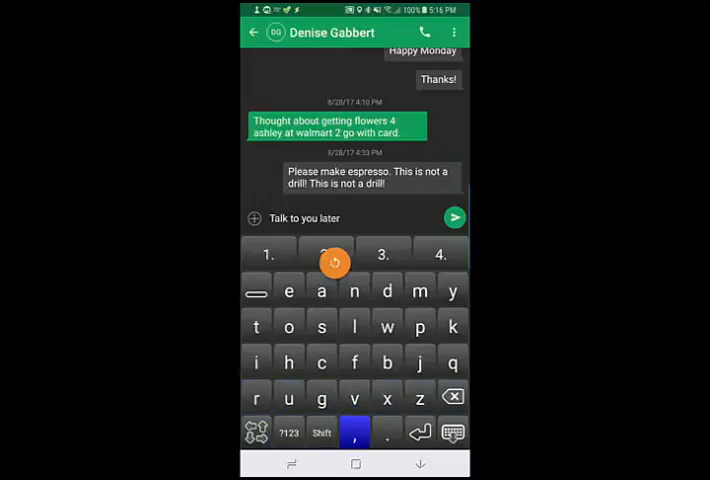 100% 5:16 PM
DG Denise Gabbert
Happy Monday
Thanks!
8/28/17 4:10 PM
Thought about getting flowers 4
ashley at walmart 2 go with card.
8/28/17 4:33 PM
Please make espresso. This is not a
drill! This is not a drill!
Talk to you later
1. 3. 4.
e a n d m y
t o s l w p k
i h c f b j q
r u g v x z
?123 Shift , .